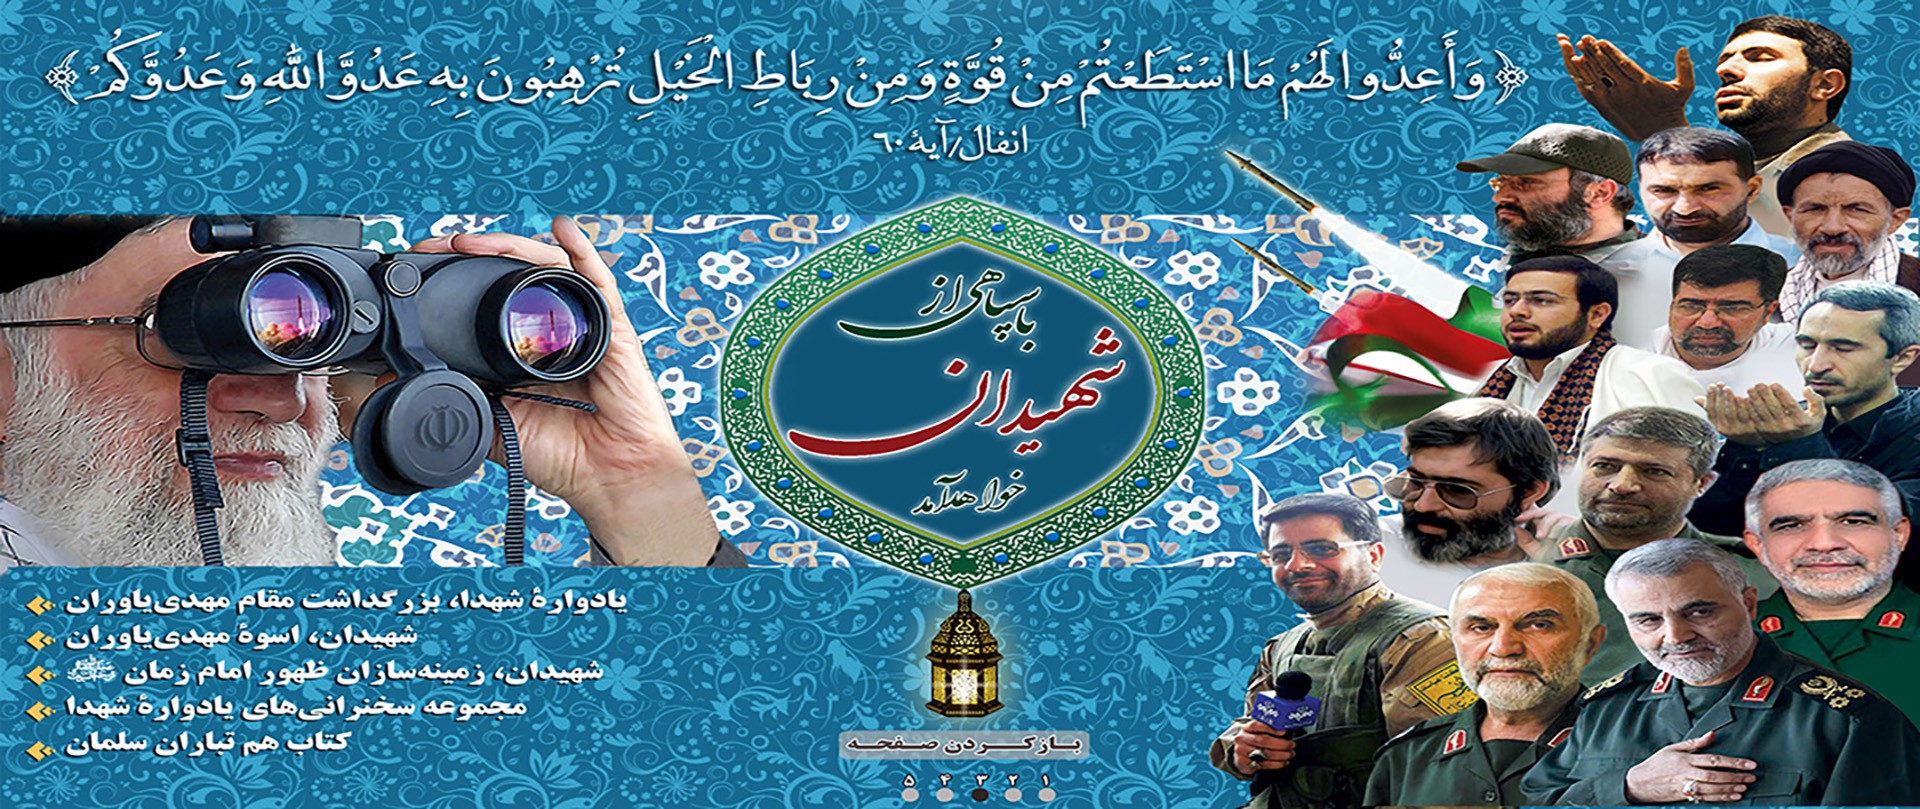 ﴿ وَأَعِدُّوا لَهُمْ مَا اسْتَطَعْتُمْ مِنْ قُوَّةٍ وَمِنْ رِبَاطِ الْخَيْلِ تُرْهِبُونَ بِهِ عَدُوَّ اللّٰهِ وَعَدُوَّكُمْ ﴾
انفال/آیهٔ ۶۰
با سپاهی از
شهیدان
خواهد آمد
یادوارهٔ شهدا، بزرگداشت مقام مهدی‌یاوران
شهیدان، اسوهٔ مهدی‌یاوران
شهیدان، زمینه‌سازان ظهور امام زمان
مجموعه سخنرانی‌های یادوارهٔ شهدا
کتاب هم تباران سلمان
باز کردن صفحه
۱ ۲ ۳ ۴ ۵